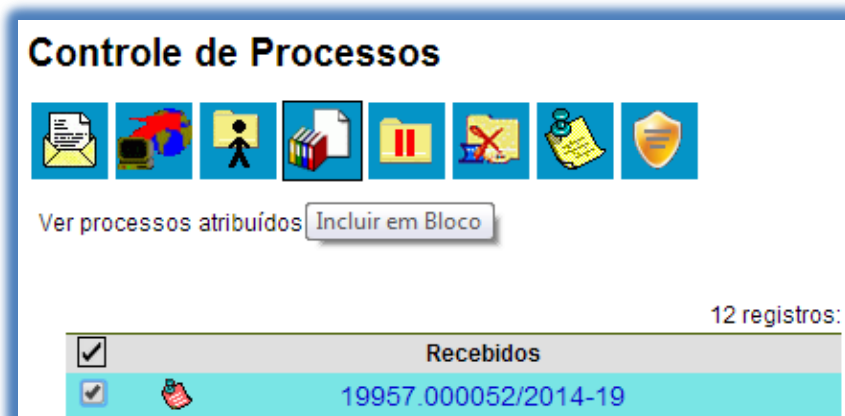 Controle de Processos
Ver processos atribuídos Incluir em Bloco
12 registros:
Recebidos
19957.000052/2014-19